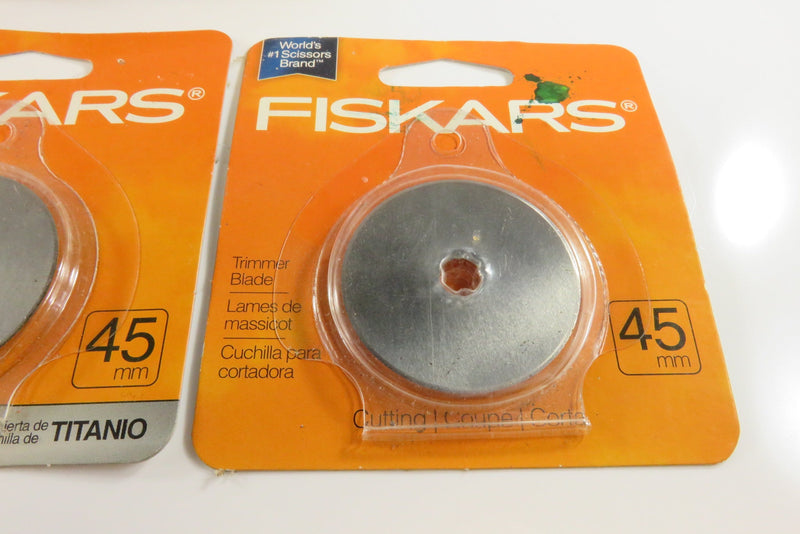 KARS®
45
mm
ierta de
hilla de TITANIO
World's
#1 Scissors
Brand™
FISKARS®
Trimmer
Blade
Lames de
massicot
Cuchilla para
cortadora
45
mm
Cutting | Coupe | Corte